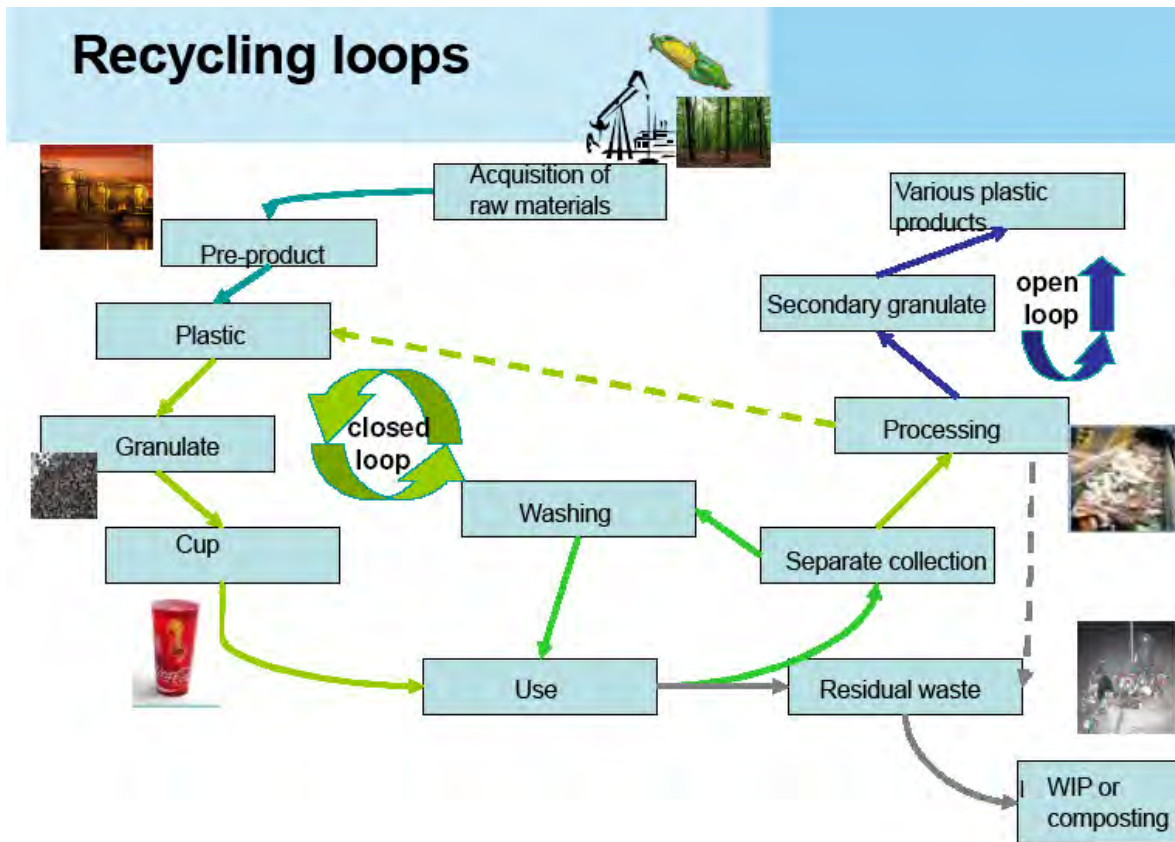 Recycling loops
Acquisition of
raw materials
Various plastic
products
Pre-product
Secondary granulate
open
loop
Plastic
closed
loop
Granulate
Processing
Washing
Cup
Separate collection
Use
Residual waste
WIP or
composting